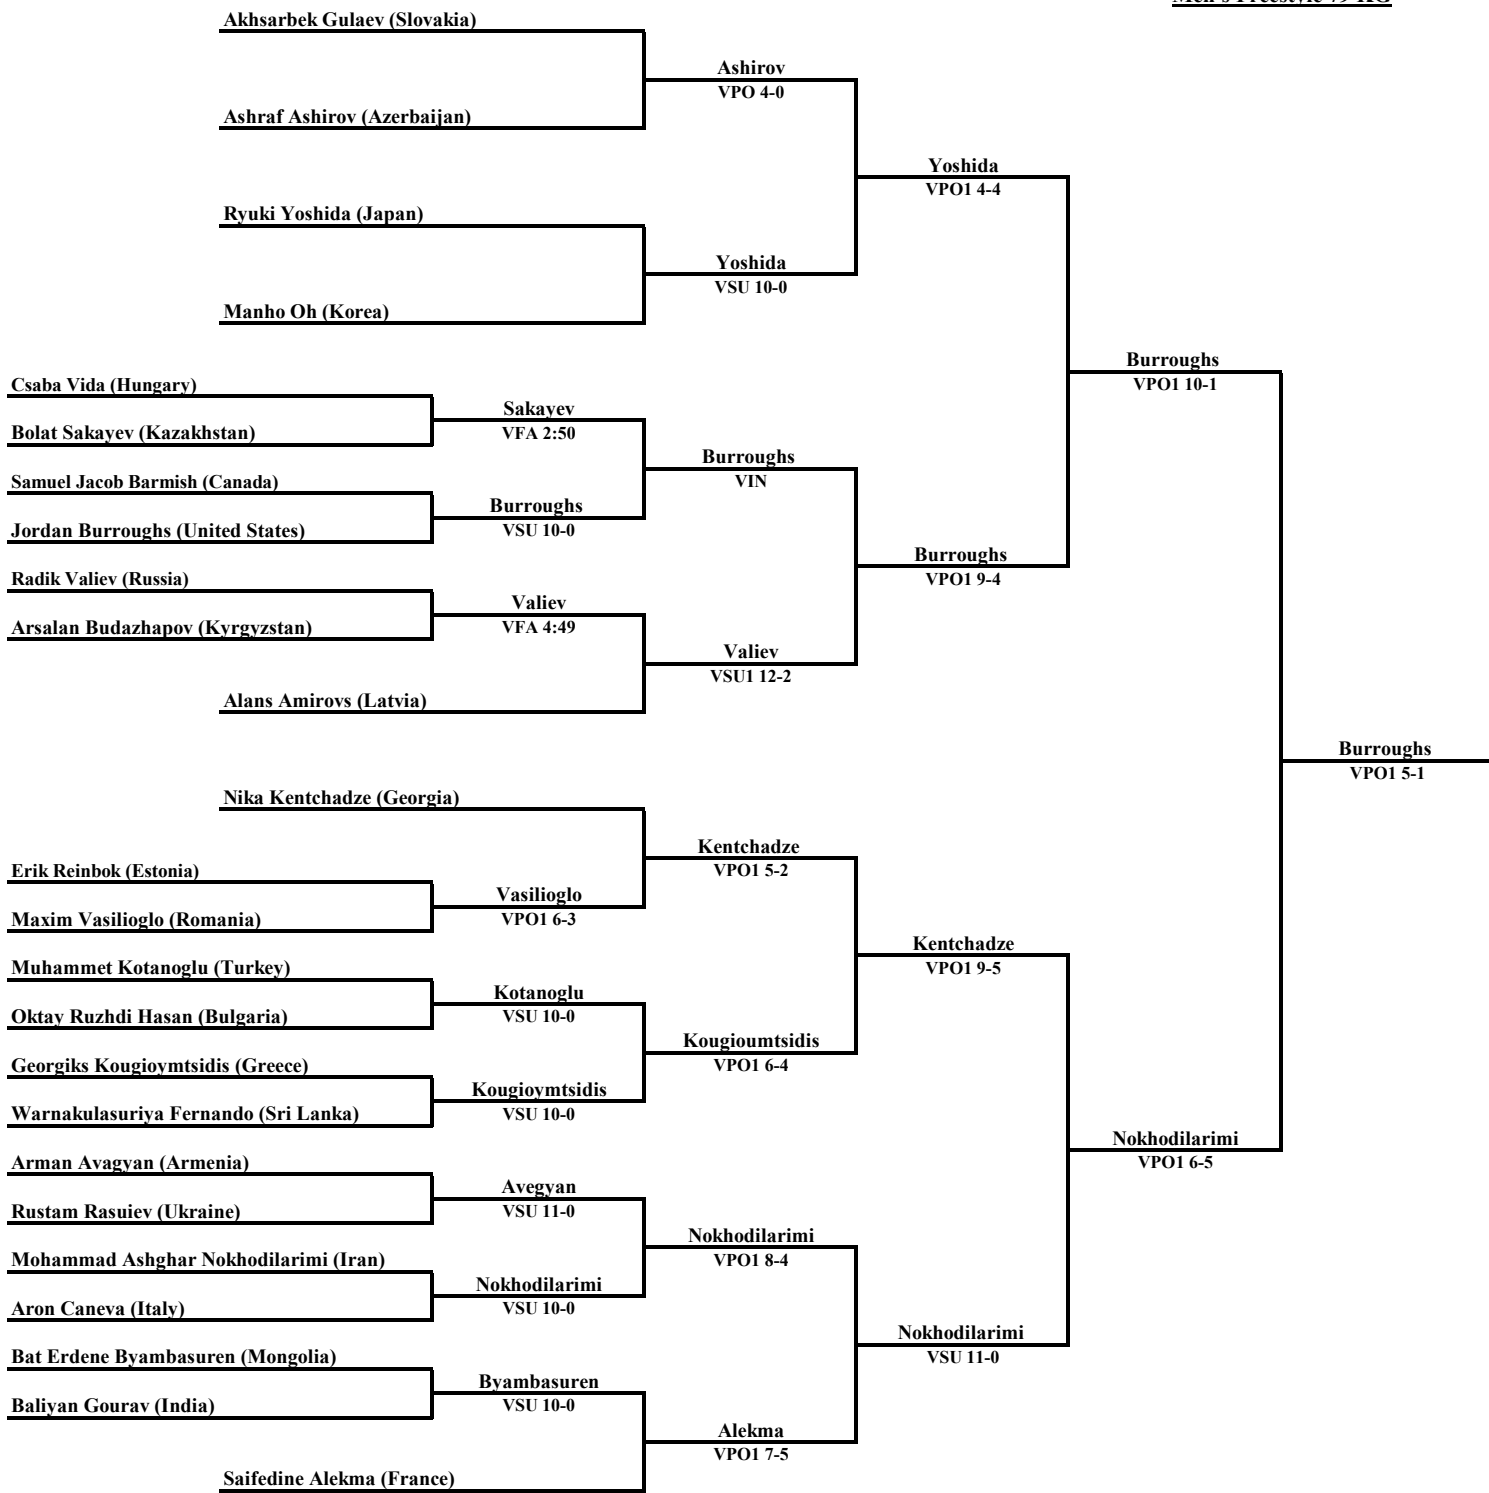 Men's Freestyle 79 KG
Akhsarbek Gulaev (Slovakia)
Ashirov
VPO 4-0
Ashraf Ashirov (Azerbaijan)
Yoshida
VPO1 4-4
Ryuki Yoshida (Japan)
Yoshida
VSU 10-0
Manho Oh (Korea)
Burroughs
VPO1 10-1
Csaba Vida (Hungary)
Sakayev
VFA 2:50
Bolat Sakayev (Kazakhstan)
Burroughs
VIN
Samuel Jacob Barmish (Canada)
Burroughs
VSU 10-0
Jordan Burroughs (United States)
Burroughs
VPO1 9-4
Radik Valiev (Russia)
Valiev
VFA 4:49
Arsalan Budazhapov (Kyrgyzstan)
Valiev
VSU1 12-2
Alans Amirovs (Latvia)
Burroughs
VPO1 5-1
Nika Kentchadze (Georgia)
Kentchadze
VPO1 5-2
Erik Reinbok (Estonia)
Vasilioglo
VPO1 6-3
Maxim Vasilioglo (Romania)
Kentchadze
VPO1 9-5
Muhammet Kotanoglu (Turkey)
Kotanoglu
VSU 10-0
Oktay Ruzhdi Hasan (Bulgaria)
Kougioumtsidis
VPO1 6-4
Georgiks Kougioymtsidis (Greece)
Kougioymtsidis
VSU 10-0
Warnakulasuriya Fernando (Sri Lanka)
Nokhodilarimi
VPO1 6-5
Arman Avagyan (Armenia)
Avegyan
VSU 11-0
Rustam Rasuiev (Ukraine)
Nokhodilarimi
VPO1 8-4
Mohammad Ashghar Nokhodilarimi (Iran)
Nokhodilarimi
VSU 10-0
Aron Caneva (Italy)
Nokhodilarimi
VSU 11-0
Bat Erdene Byambasuren (Mongolia)
Byambasuren
VSU 10-0
Baliyan Gourav (India)
Alekma
VPO1 7-5
Saifedine Alekma (France)